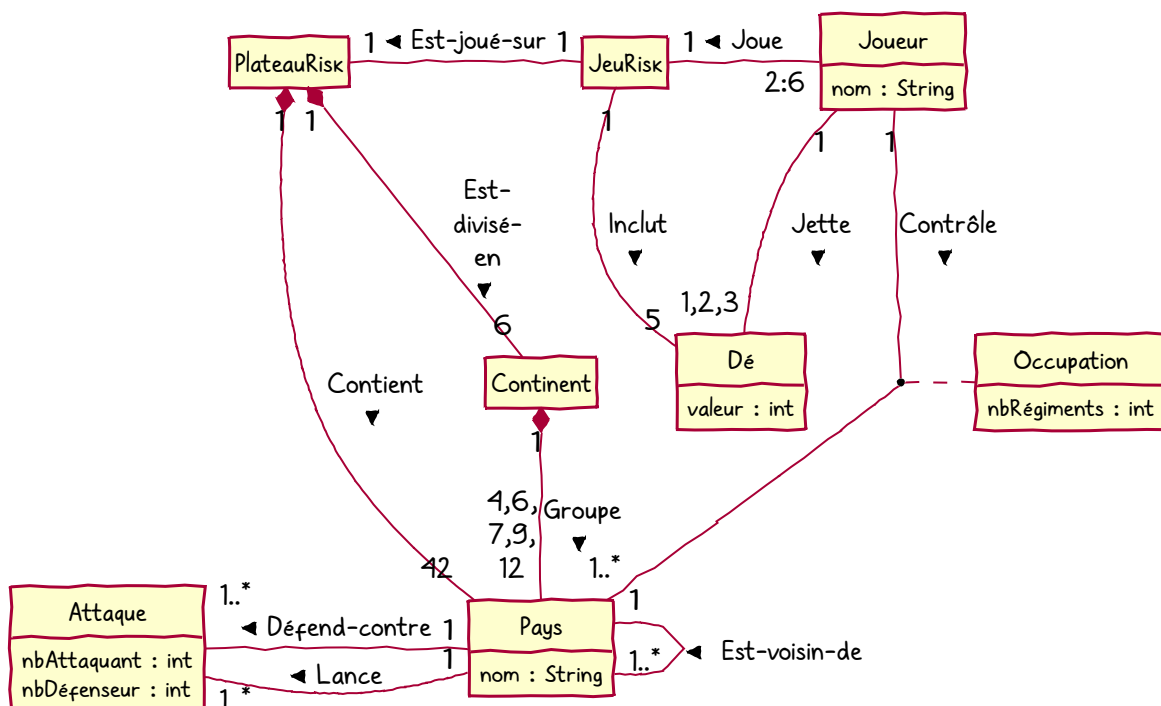 PlateauRisk
1 ◄ Est-joué-sur 1
JeuRisk
1 ◄ Joue
2:6
Joueur
nom : String
1
1
1
1
1
Est-
divisé-
en
▼
6
Inclut
▼
5
Jette
▼
1,2,3
Contrôle
▼
Contient
▼
42
Continent
1
4,6,
7,9,
12
Groupe
▼
1..*
Dé
valeur : int
Occupation
nbRégiments : int
Attaque
nbAttaquant : int
nbDéfenseur : int
1..*
◄ Défend-contre 1
1
◄ Lance
1 *
Pays
nom : String
1
1..*
◄ Est-voisin-de